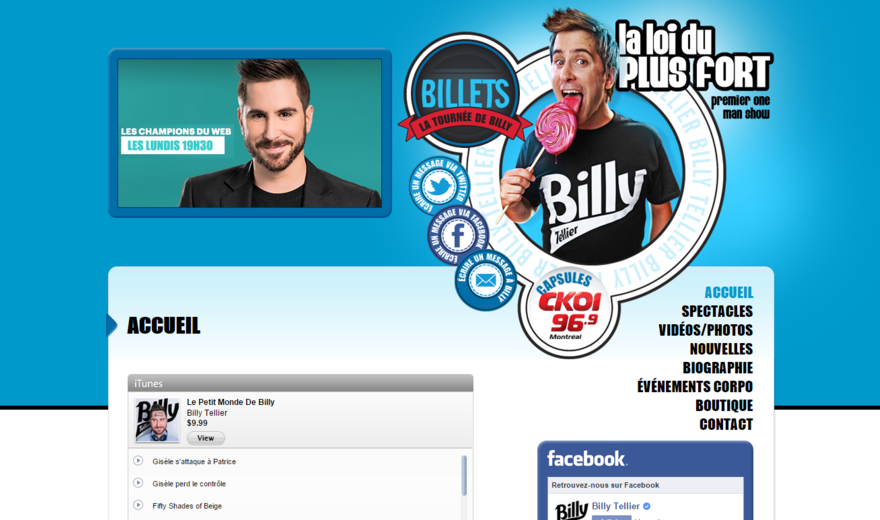 LES CHAMPIONS DU WEB
LES LUNDIS 19H30
BILLETS
LA TOURNÉE DE BILLY
la loi du
PLUS FORT
premier one
man show
Billy
Tellier
BILLY TELLIER BILLY TELLIER BILLY TELLIER
ÉCRIRE UN MESSAGE VIA TWITTER
ÉCRIRE UN MESSAGE VIA FACEBOOK
ÉCRIRE UN MESSAGE À BILLY
CAPSULES
CKOI
96.9
Montréal
ACCUEIL
SPECTACLES
VIDÉOS/PHOTOS
NOUVELLES
BIOGRAPHIE
ÉVÉNEMENTS CORPO
BOUTIQUE
CONTACT
ACCUEIL
iTunes
Billy
Le Petit Monde De Billy
Billy Tellier
$9.99
View
Gisèle s'attaque à Patrice
Gisèle perd le contrôle
Fifty Shades of Beige
facebook
Retrouvez-nous sur Facebook
Billy
Billy Tellier